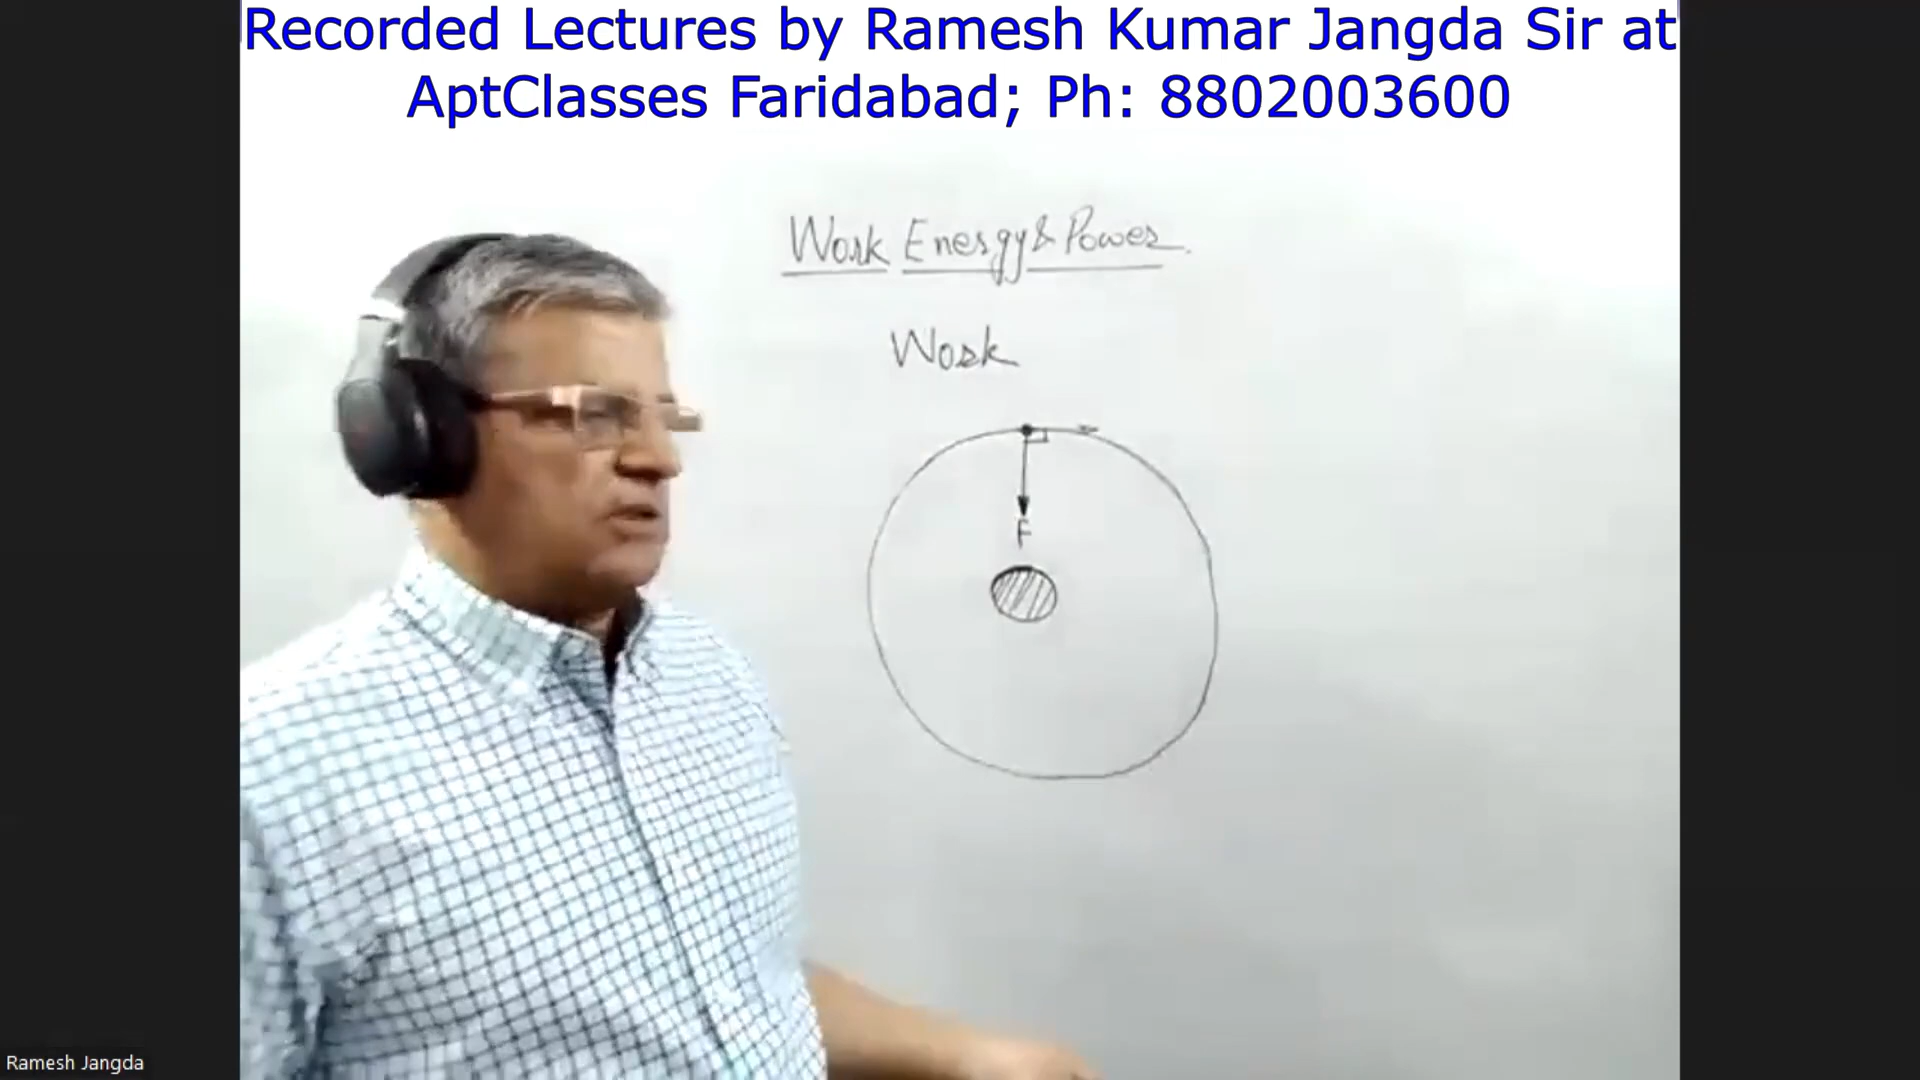 Recorded Lectures by Ramesh Kumar Jangda Sir at
AptClasses Faridabad; Ph: 8802003600
Work Energy & Power.
Work
F
Ramesh Jangda